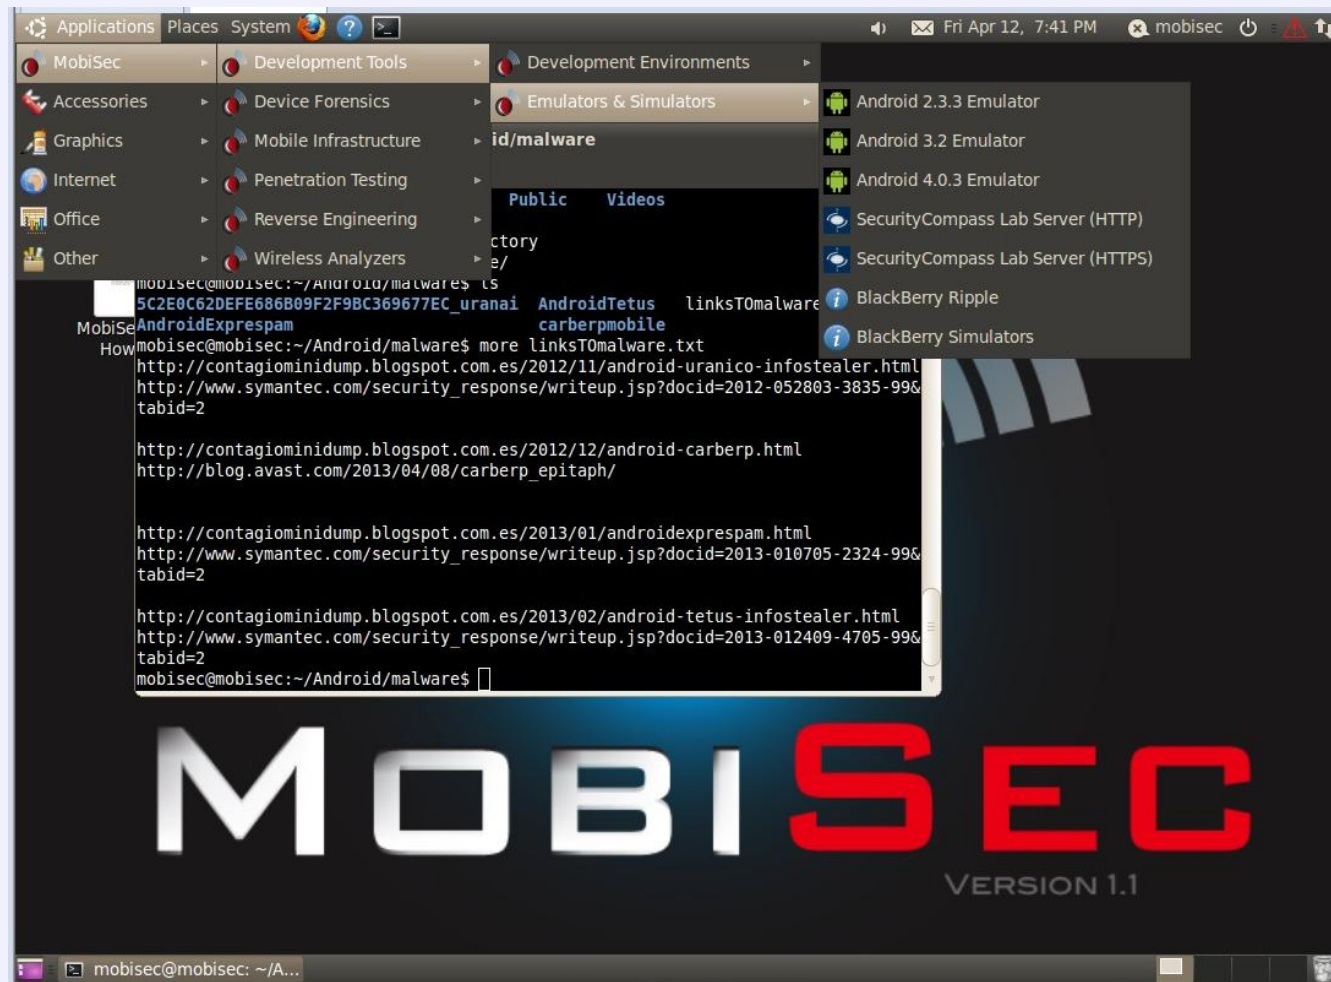 Applications Places System
Fri Apr 12, 7:41 PM
mobisec
MobiSec
Accessories
Graphics
Internet
Office
Other
Development Tools
Device Forensics
Mobile Infrastructure
Penetration Testing
Reverse Engineering
Wireless Analyzers
Development Environments
Emulators & Simulators
Android 2.3.3 Emulator
Android 3.2 Emulator
Android 4.0.3 Emulator
SecurityCompass Lab Server (HTTP)
SecurityCompass Lab Server (HTTPS)
BlackBerry Ripple
BlackBerry Simulators
id/malware
Public Videos
ctory
e/
mobisec@mobisec:~/Android/malware$ ls
5C2E0C62DEFE686B09F2F9BC369677EC_uranai AndroidTetus linksTOmalware
AndroidExprespam carberpmobile
mobisec@mobisec:~/Android/malware$ more linksTOmalware.txt
http://contagiominidump.blogspot.com.es/2012/11/android-uranico-infostealer.html
http://www.symantec.com/security_response/writeup.jsp?docid=2012-052803-3835-99&
tabid=2
http://contagiominidump.blogspot.com.es/2012/12/android-carberp.html
http://blog.avast.com/2013/04/08/carberp_epitaph/
http://contagiominidump.blogspot.com.es/2013/01/androidexprespam.html
http://www.symantec.com/security_response/writeup.jsp?docid=2013-010705-2324-99&
tabid=2
http://contagiominidump.blogspot.com.es/2013/02/android-tetus-infostealer.html
http://www.symantec.com/security_response/writeup.jsp?docid=2013-012409-4705-99&
tabid=2
mobisec@mobisec:~/Android/malware$
MobiSe
How
MOBISEC
VERSION 1.1
mobisec@mobisec: ~/A...